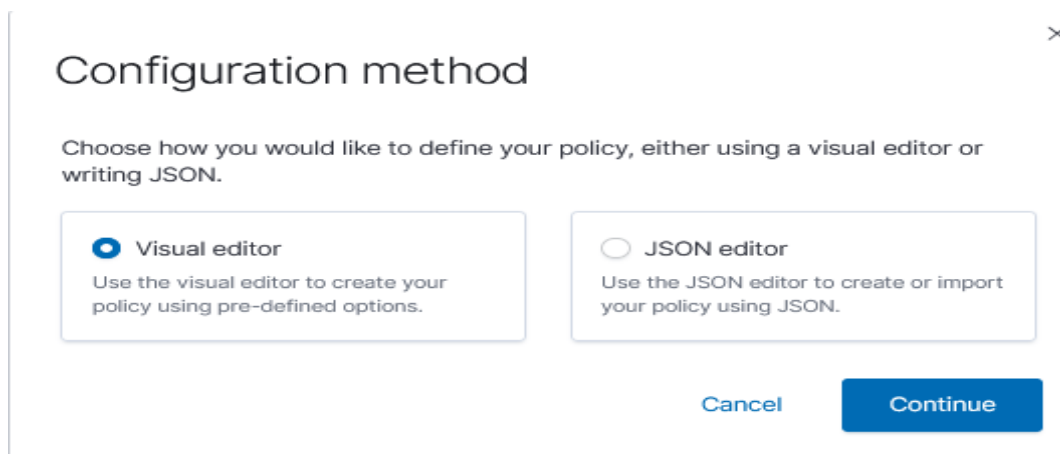 Configuration method
Choose how you would like to define your policy, either using a visual editor or
writing JSON.
Visual editor
Use the visual editor to create your
policy using pre-defined options.
JSON editor
Use the JSON editor to create or import
your policy using JSON.
Cancel
Continue